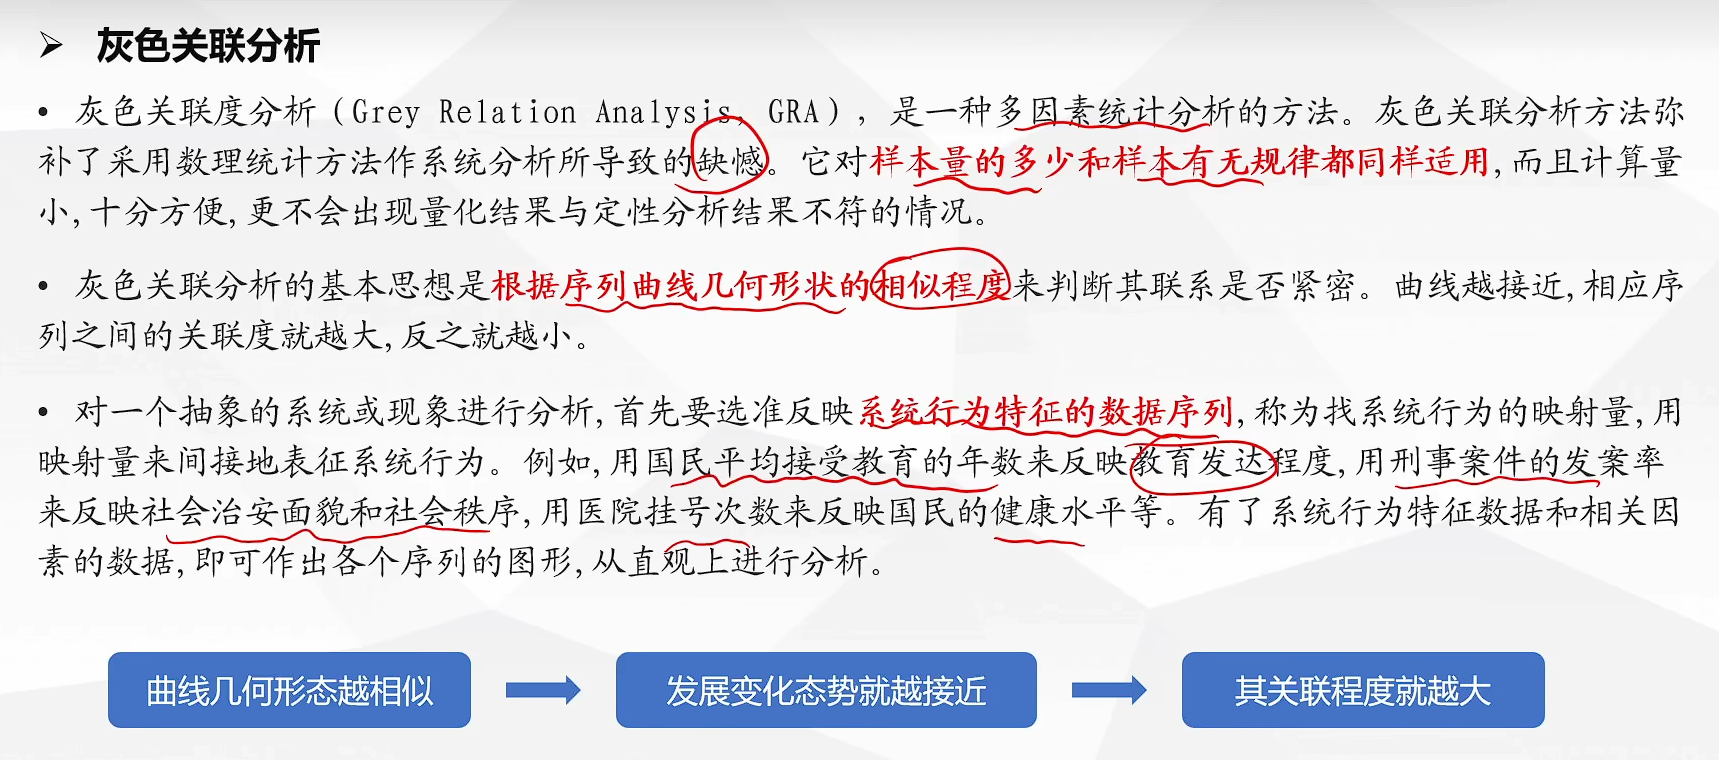 ➢ 灰色关联分析
• 灰色关联度分析（Grey Relation Analysis, GRA），是一种多因素统计分析的方法。灰色关联分析方法弥
补了采用数理统计方法作系统分析所导致的缺憾。它对样本量的多少和样本有无规律都同样适用,而且计算量
小,十分方便,更不会出现量化结果与定性分析结果不符的情况。
• 灰色关联分析的基本思想是根据序列曲线几何形状的相似程度来判断其联系是否紧密。曲线越接近,相应序
列之间的关联度就越大,反之就越小。
• 对一个抽象的系统或现象进行分析,首先要选准反映系统行为特征的数据序列,称为找系统行为的映射量,用
映射量来间接地表征系统行为。例如,用国民平均接受教育的年数来反映教育发达程度,用刑事案件的发案率
来反映社会治安面貌和社会秩序,用医院挂号次数来反映国民的健康水平等。有了系统行为特征数据和相关因
素的数据,即可作出各个序列的图形,从直观上进行分析。
曲线几何形态越相似
发展变化态势就越接近
其关联程度就越大